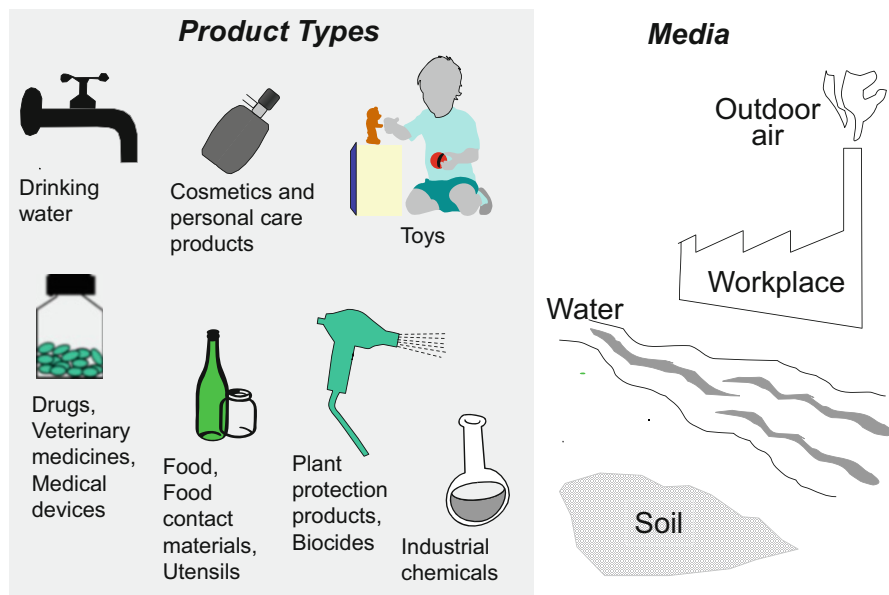 Product Types
Drinking
water
Cosmetics and
personal care
products
Toys
Drugs,
Veterinary
medicines,
Medical
devices
Food,
Food
contact
materials,
Utensils
Plant
protection
products,
Biocides
Industrial
chemicals
Media
Outdoor
air
Workplace
Water
Soil